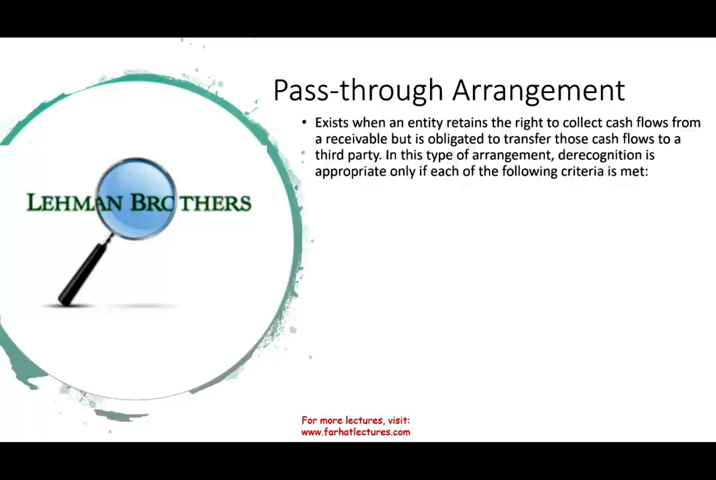 Pass-through Arrangement
• Exists when an entity retains the right to collect cash flows from
a receivable but is obligated to transfer those cash flows to a
third party. In this type of arrangement, derecognition is
appropriate only if each of the following criteria is met:
LEHMAN BROTHERS
For more lectures, visit:
www.farhatlectures.com